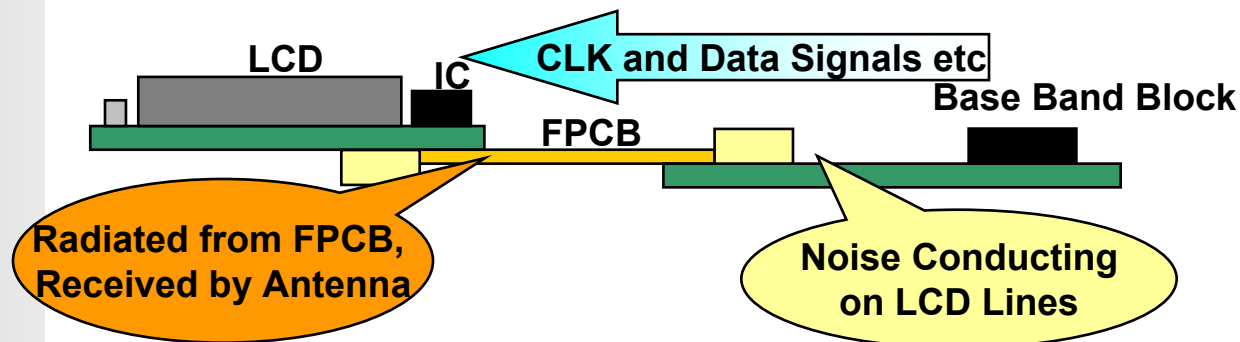 CLK and Data Signals etc
LCD
IC
Base Band Block
FPCB
Radiated from FPCB,
Received by Antenna
Noise Conducting
on LCD Lines